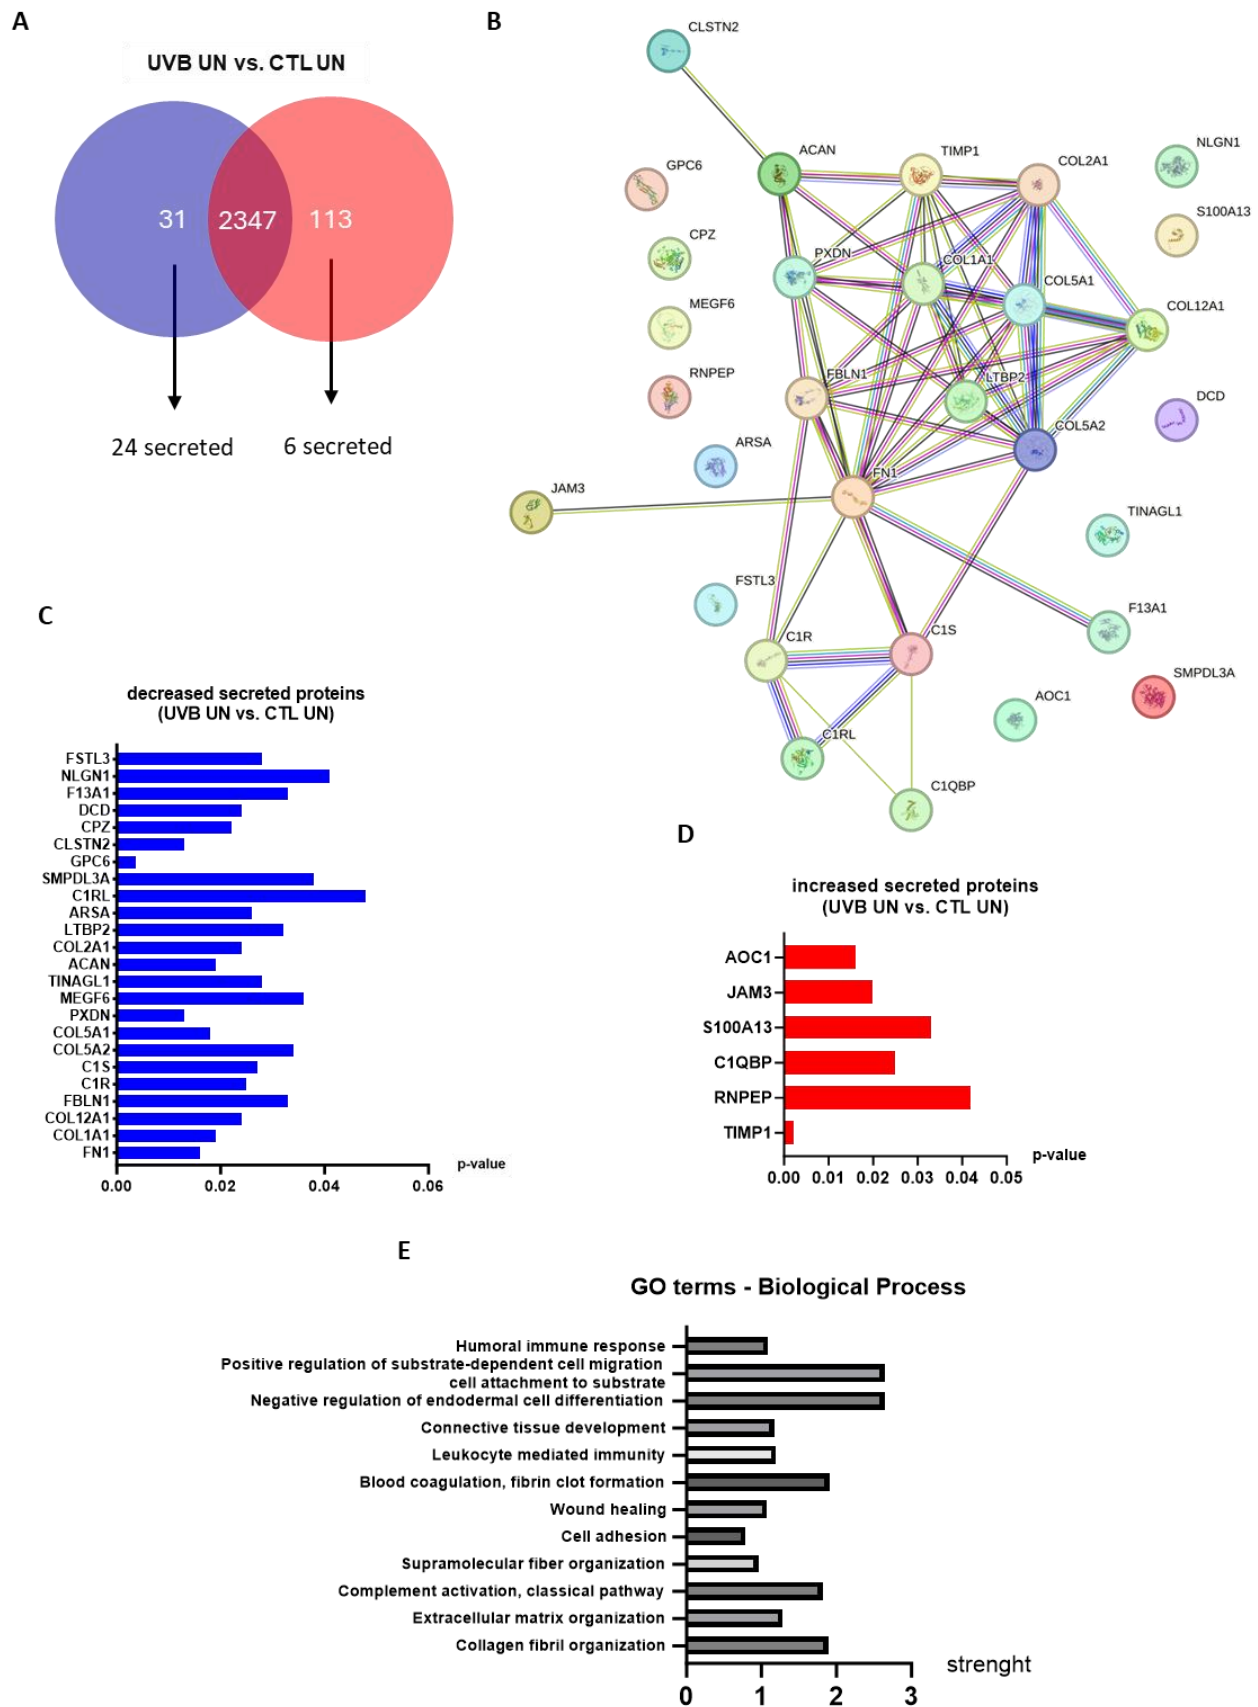 A
UVB UN vs. CTL UN
31
2347
113
24 secreted
6 secreted
B
CLSTN2
ACAN
TIMP1
COL2A1
NLGN1
GPC6
S100A13
CPZ
PXDN
COL1A1
COL5A1
MEGF6
COL12A1
RNPEP
FBLN1
LTBP2
DCD
COL5A2
ARSA
FN1
JAM3
TINAGL1
FSTL3
F13A1
C1R
C1S
SMPDL3A
AOC1
C1RL
C1QBP
C
decreased secreted proteins
(UVB UN vs. CTL UN)
FSTL3
NLGN1
F13A1
DCD
CPZ
CLSTN2
GPC6
SMPDL3A
C1RL
ARSA
LTBP2
COL2A1
ACAN
TINAGL1
MEGF6
PXDN
COL5A1
COL5A2
C1S
C1R
FBLN1
COL12A1
COL1A1
FN1
p-value
0.00 0.02 0.04 0.06
D
increased secreted proteins
(UVB UN vs. CTL UN)
AOC1
JAM3
S100A13
C1QBP
RNPEP
TIMP1
p-value
0.00 0.01 0.02 0.03 0.04 0.05
E
GO terms - Biological Process
Humoral immune response
Positive regulation of substrate-dependent cell migration
cell attachment to substrate
Negative regulation of endodermal cell differentiation
Connective tissue development
Leukocyte mediated immunity
Blood coagulation, fibrin clot formation
Wound healing
Cell adhesion
Supramolecular fiber organization
Complement activation, classical pathway
Extracellular matrix organization
Collagen fibril organization
strenght
0 1 2 3